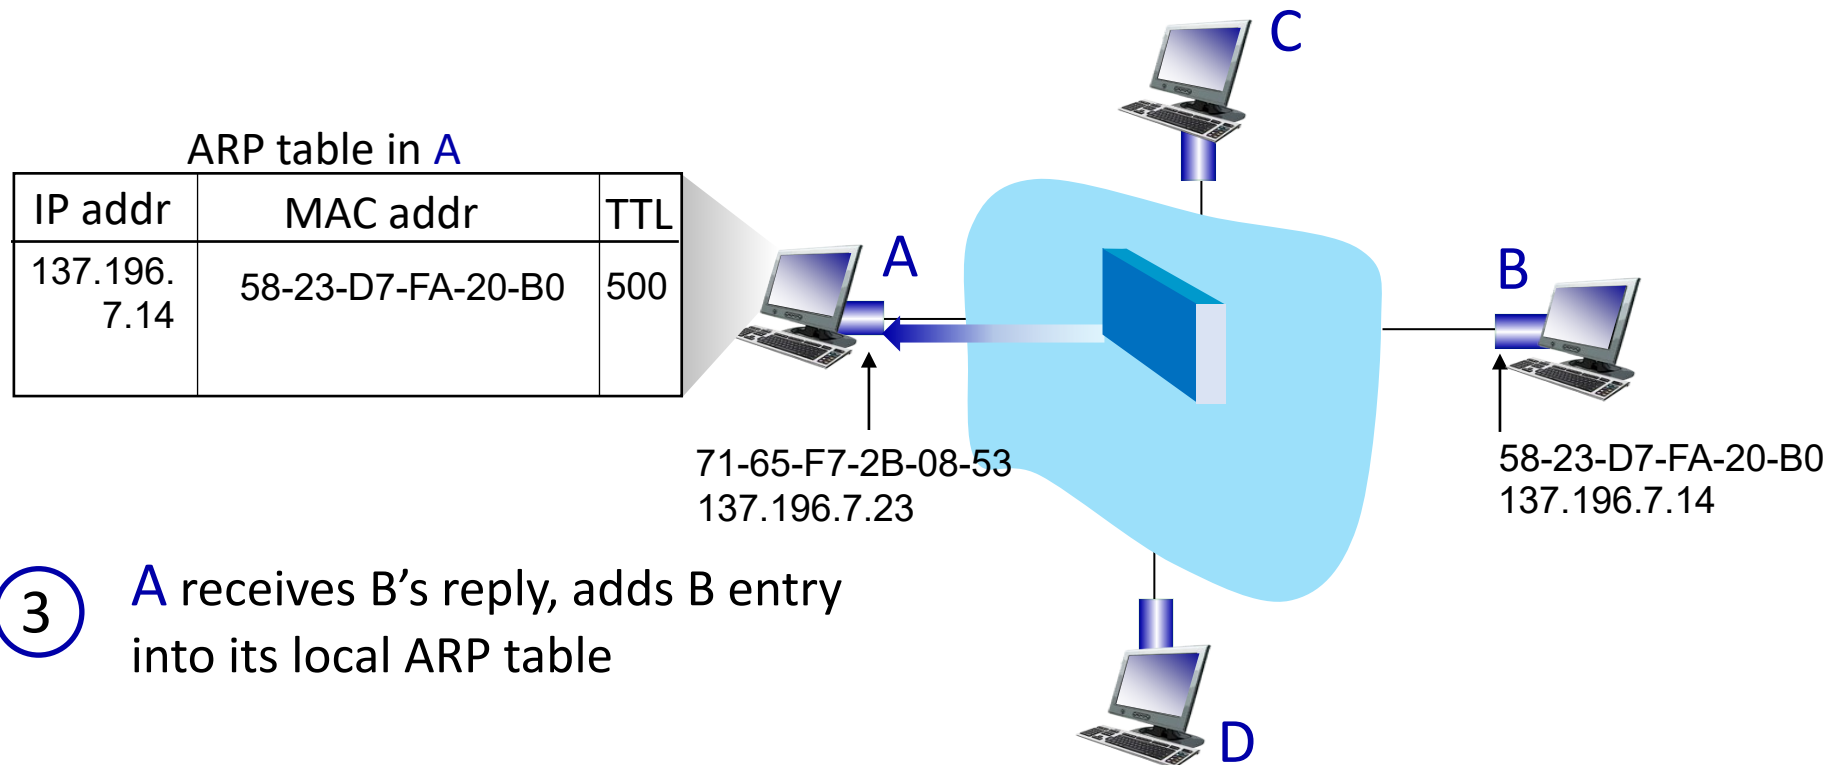 C
ARP table in A
IP addr MAC addr TTL
137.196.
7.14
58-23-D7-FA-20-B0 500
A
B
71-65-F7-2B-08-53
137.196.7.23
58-23-D7-FA-20-B0
137.196.7.14
3
A receives B’s reply, adds B entry
into its local ARP table
D